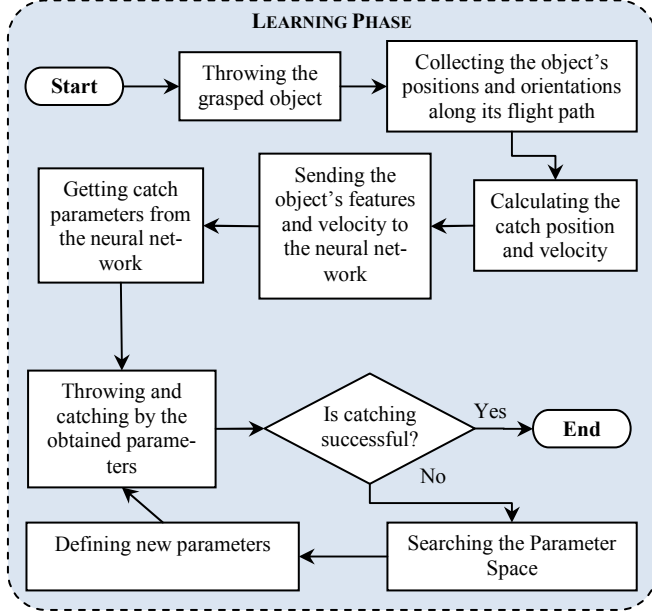 LEARNING PHASE
Start
Throwing the
grasped object
Collecting the object's
positions and orientations
along its flight path
Calculating the
catch position
and velocity
Sending the
object's features
and velocity to
the neural net-
work
Getting catch
parameters from
the neural net-
work
Throwing and
catching by the
obtained parame-
ters
Is catching
successful?
Yes
End
No
Searching the Parameter
Space
Defining new parameters